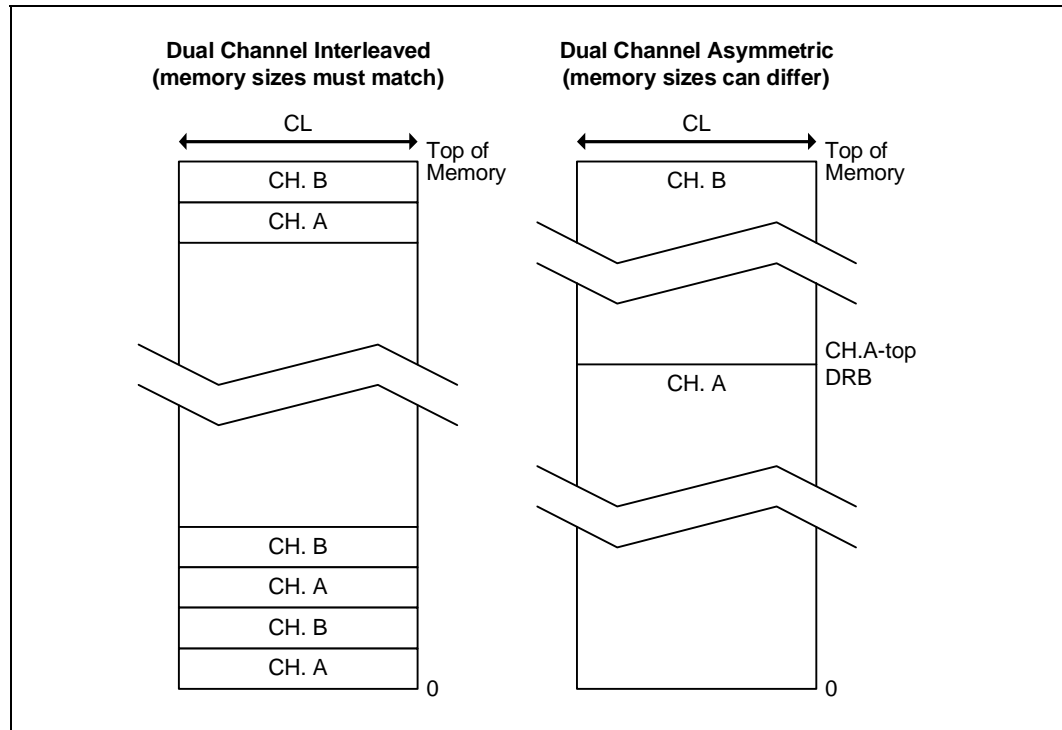 Dual Channel Interleaved
(memory sizes must match)
CL
Top of
Memory
CH. B
CH. A
CH. B
CH. A
CH. B
CH. A
0
Dual Channel Asymmetric
(memory sizes can differ)
CL
Top of
Memory
CH. B
CH.A-top
DRB
CH. A
0